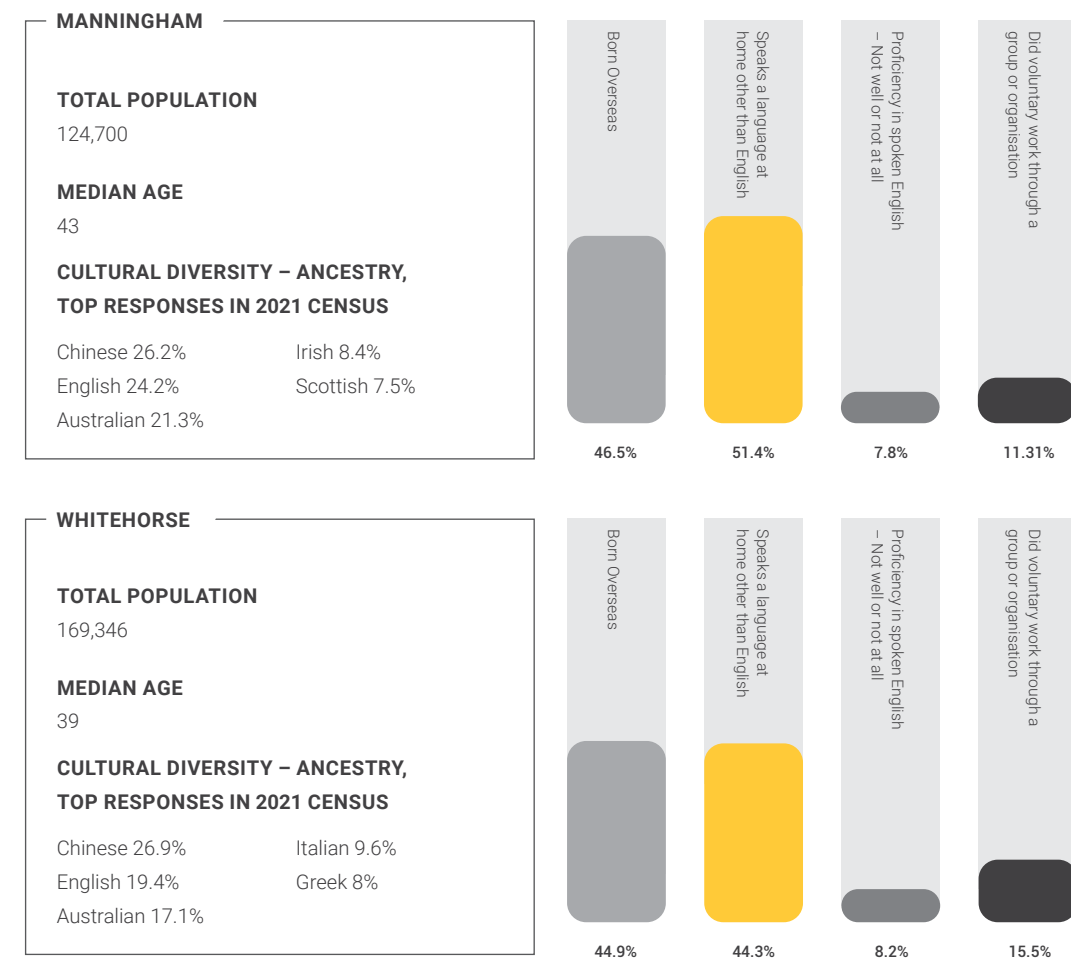 MANNINGHAM
TOTAL POPULATION
124,700
MEDIAN AGE
43
CULTURAL DIVERSITY – ANCESTRY,
TOP RESPONSES IN 2021 CENSUS
Chinese 26.2%
English 24.2%
Australian 21.3%
Irish 8.4%
Scottish 7.5%
Born Overseas
46.5%
Speaks a language at
home other than English
51.4%
Proficiency in spoken English
– Not well or not at all
7.8%
Did voluntary work through a
group or organisation
11.31%
WHITEHORSE
TOTAL POPULATION
169,346
MEDIAN AGE
39
CULTURAL DIVERSITY – ANCESTRY,
TOP RESPONSES IN 2021 CENSUS
Chinese 26.9%
English 19.4%
Australian 17.1%
Italian 9.6%
Greek 8%
Born Overseas
44.9%
Speaks a language at
home other than English
44.3%
Proficiency in spoken English
– Not well or not at all
8.2%
Did voluntary work through a
group or organisation
15.5%